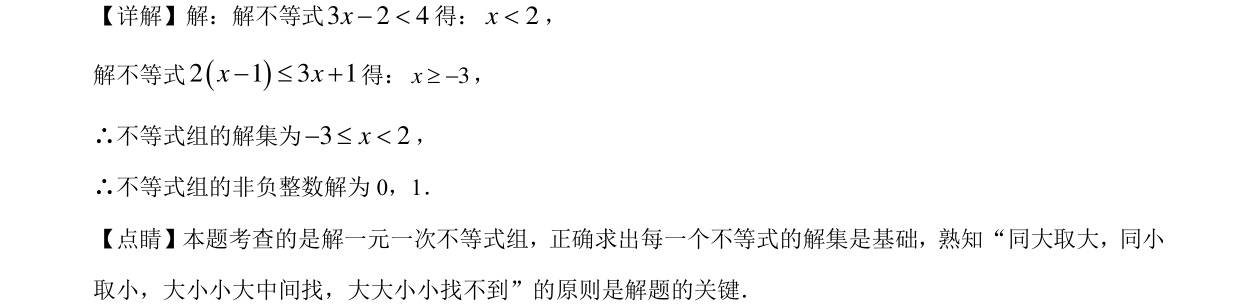 【详解】解：解不等式3x−2<4得：x<2，
解不等式2(x−1)≤3x+1得：x≥−3，
∴不等式组的解集为−3≤x<2，
∴不等式组的非负整数解为 0，1．
【点睛】本题考查的是解一元一次不等式组，正确求出每一个不等式的解集是基础，熟知“同大取大，同小
取小，大小小大中间找，大大小小找不到”的原则是解题的关键．